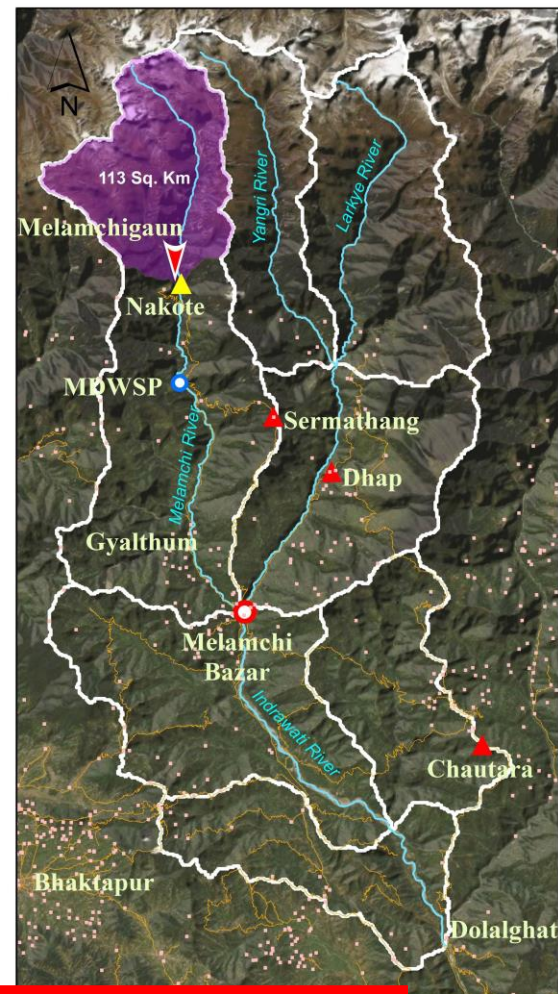 N
113 Sq. Km
Yangri River
Larkye River
Melamchigaun
Nakote
MDWSP
Melamchi River
Sermathang
Dhap
Gyalthum
Melamchi
Bazar
Indrawati River
Chautara
Bhaktapur
Dolalghat